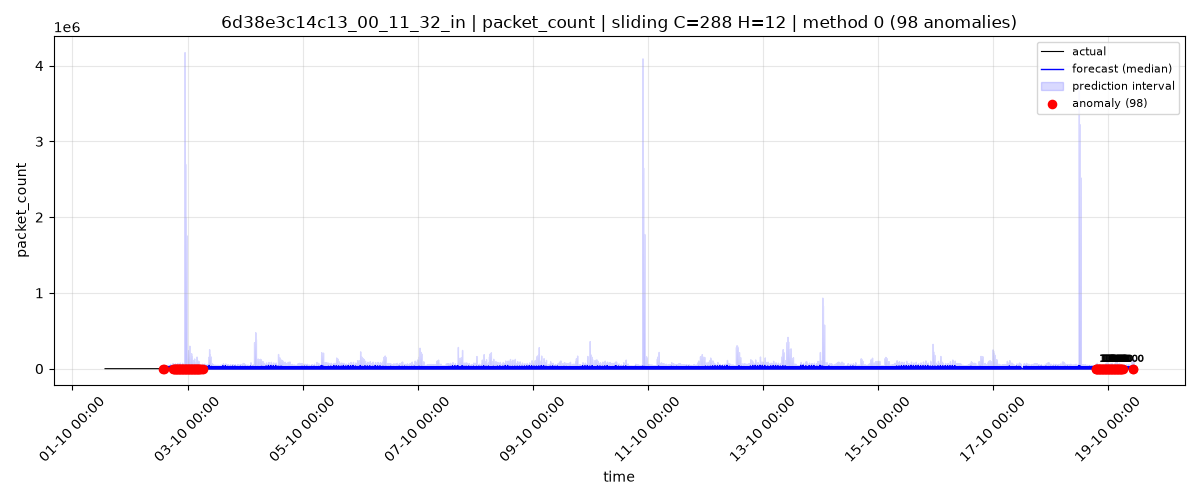 6d38e3c14c13_00_11_32_in | packet_count | sliding C=288 H=12 | method 0 (98 anomalies)
1e6
actual
forecast (median)
prediction interval
anomaly (98)
packet_count
4
3
2
1
0
01-10 00:00
03-10 00:00
05-10 00:00
07-10 00:00
09-10 00:00
11-10 00:00
13-10 00:00
15-10 00:00
17-10 00:00
19-10 00:00
time